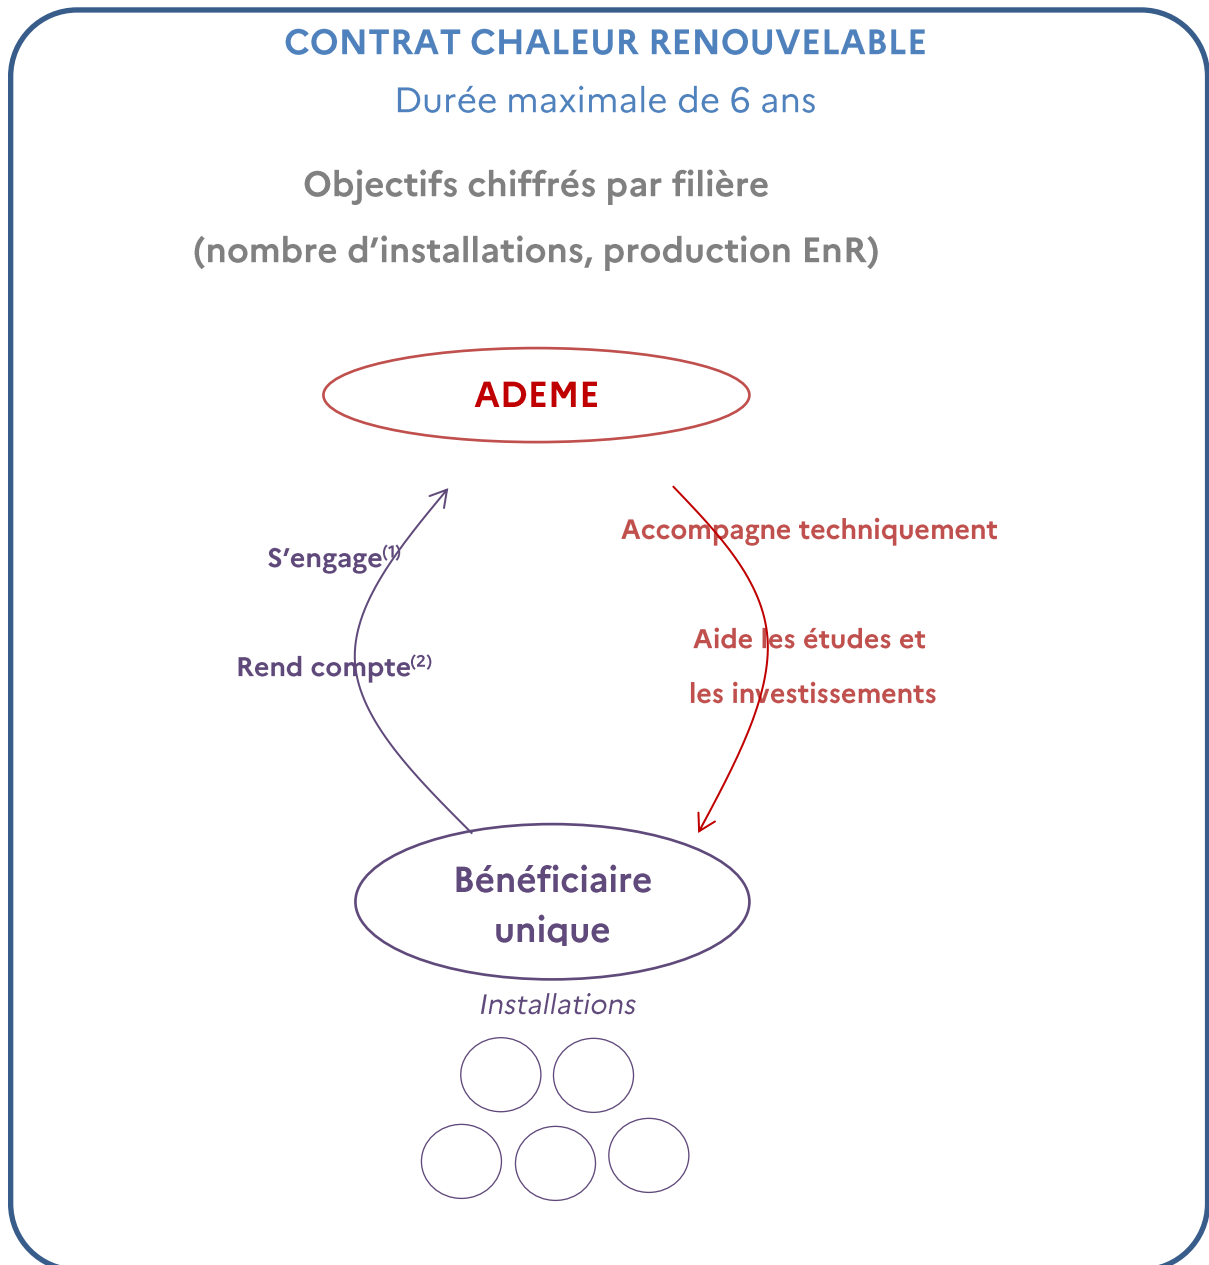 CONTRAT CHALEUR RENOUVELABLE
Durée maximale de 6 ans
Objectifs chiffrés par filière
(nombre d’installations, production EnR)
ADEME
S’engage(1)
Rend compte(2)
Accompagne techniquement
Aide les études et
les investissements
Bénéficiaire
unique
Installations